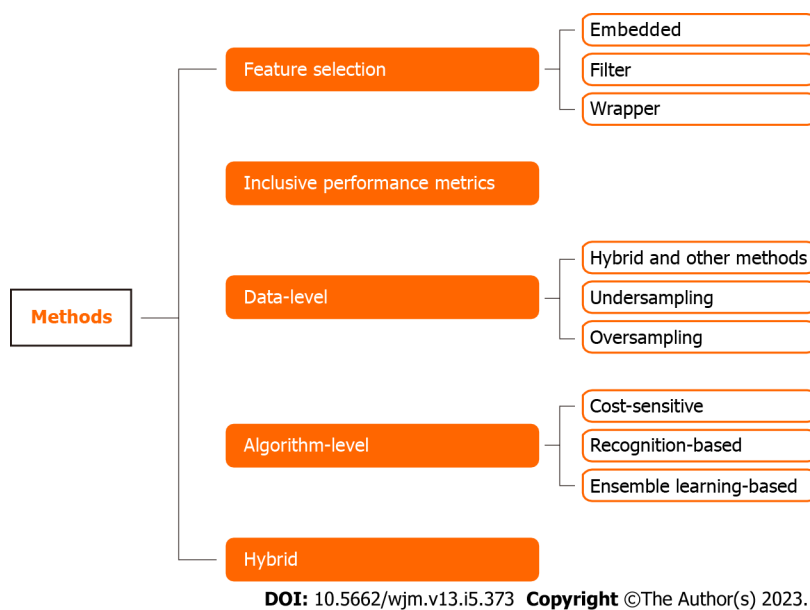 Methods
Feature selection
Embedded
Filter
Wrapper
Inclusive performance metrics
Data-level
Hybrid and other methods
Undersampling
Oversampling
Algorithm-level
Cost-sensitive
Recognition-based
Ensemble learning-based
Hybrid
DOI: 10.5662/wjm.v13.i5.373 Copyright ©The Author(s) 2023.